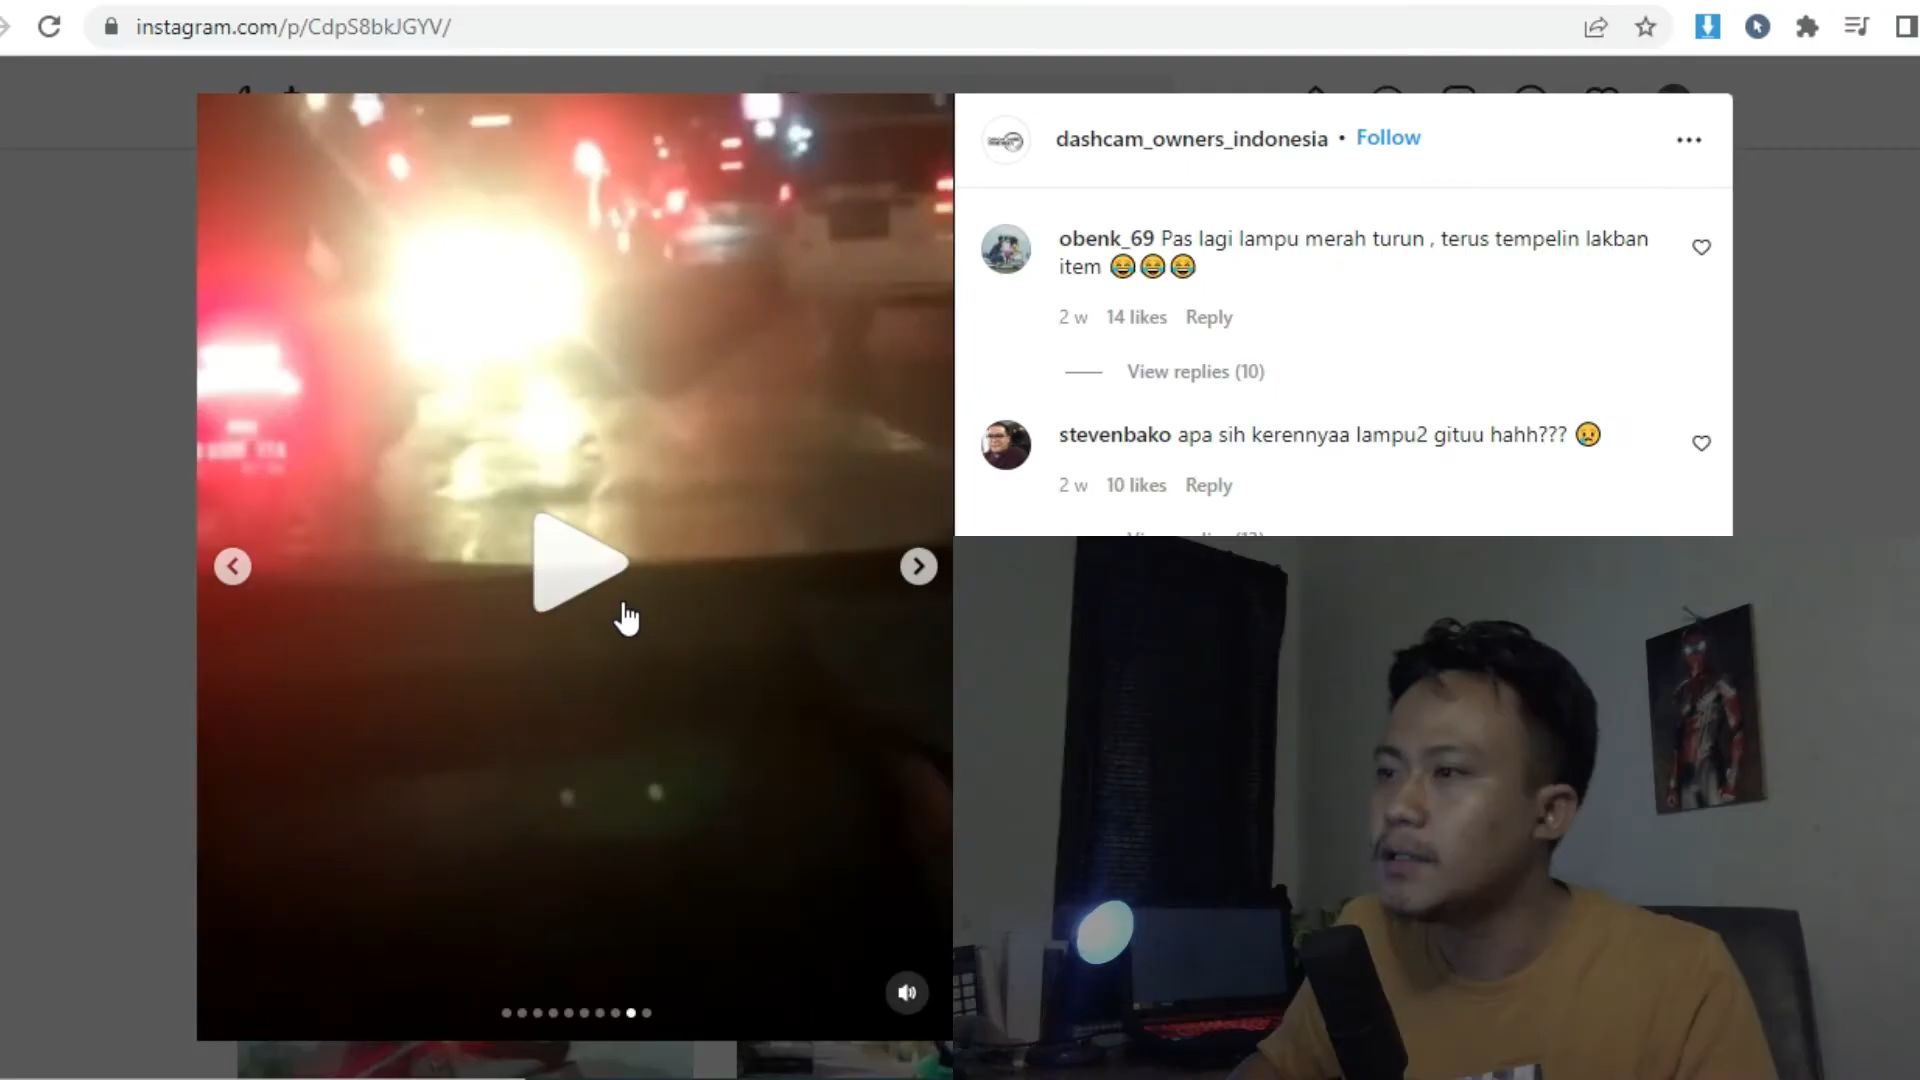 instagram.com/p/CdpS8bkJGYV/
dashcam_owners_indonesia • Follow
obenk_69 Pas lagi lampu merah turun , terus tempelin lakban
item 😂😂😂
2 w 14 likes Reply
View replies (10)
stevenbako apa sih kerennyaa lampu2 gituu hahh??? 😢
2 w 10 likes Reply